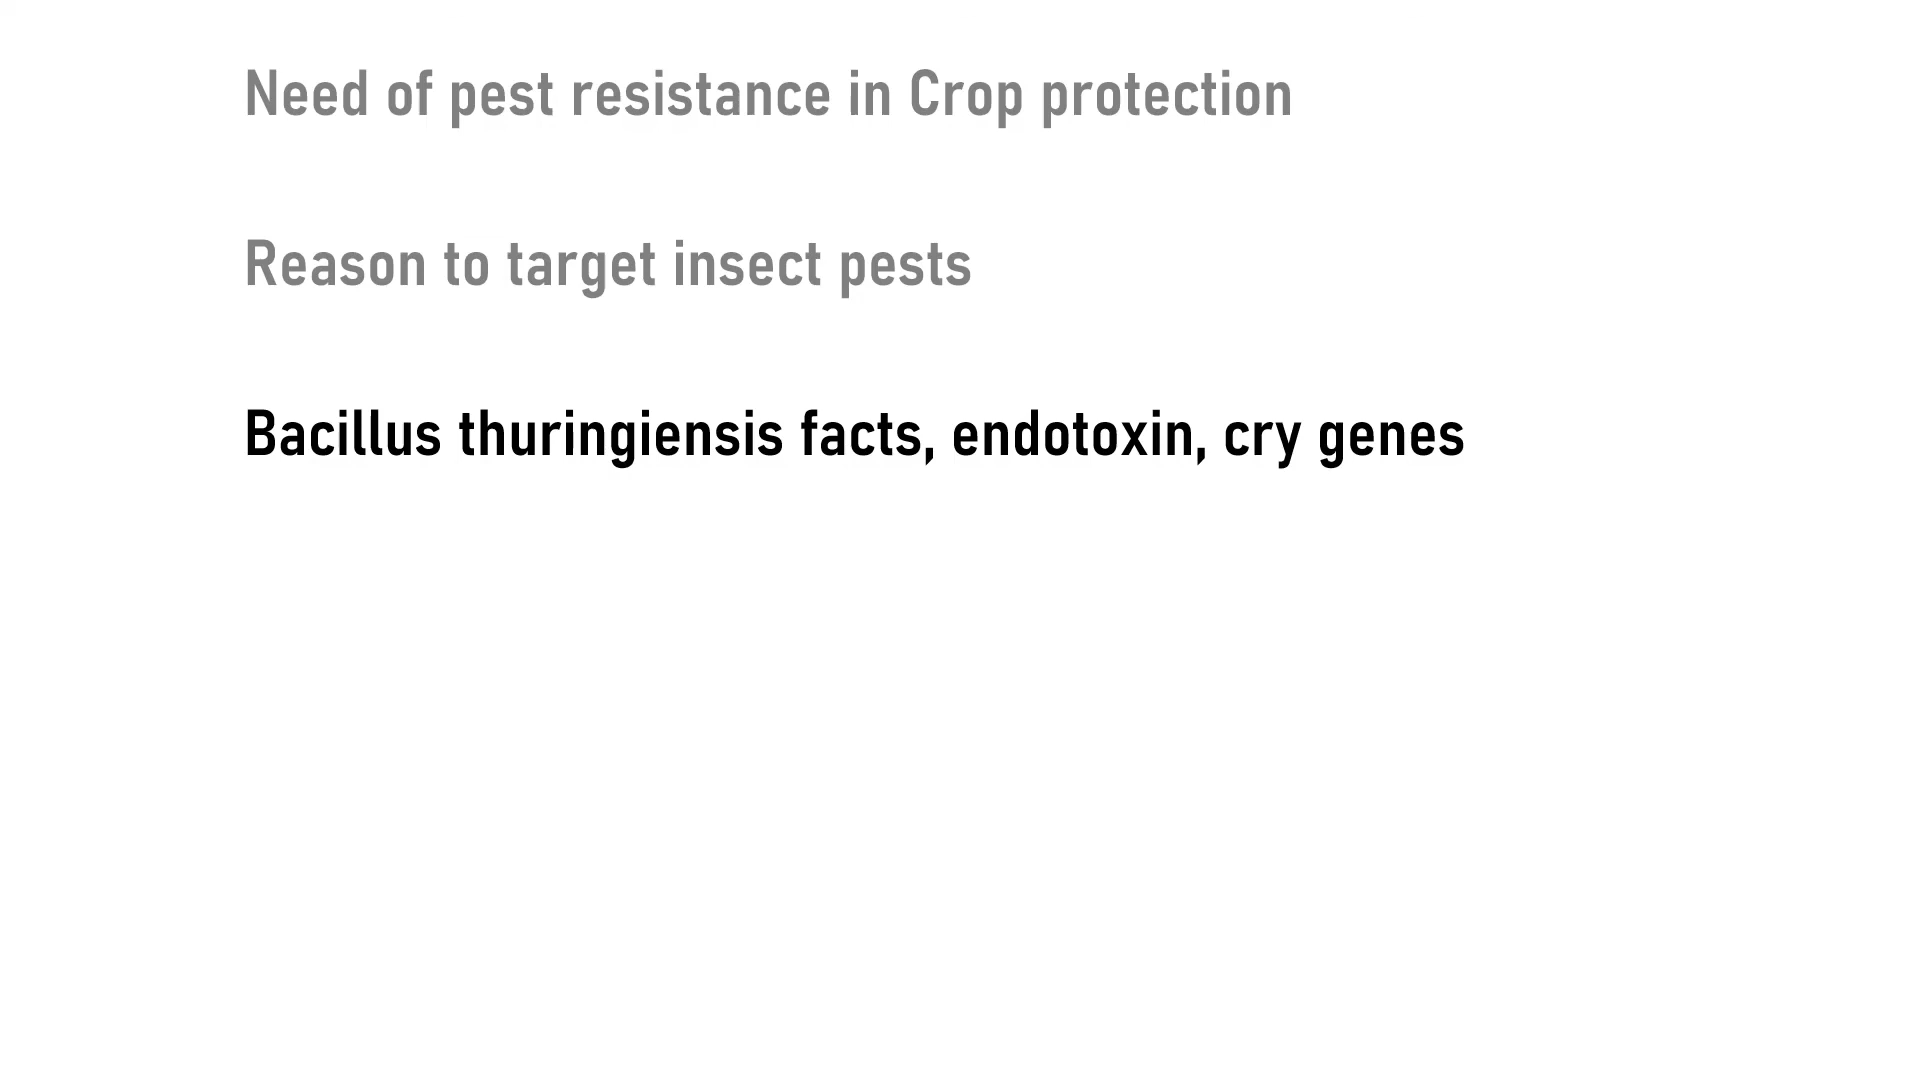 Need of pest resistance in Crop protection
Reason to target insect pests
Bacillus thuringiensis facts, endotoxin, cry genes